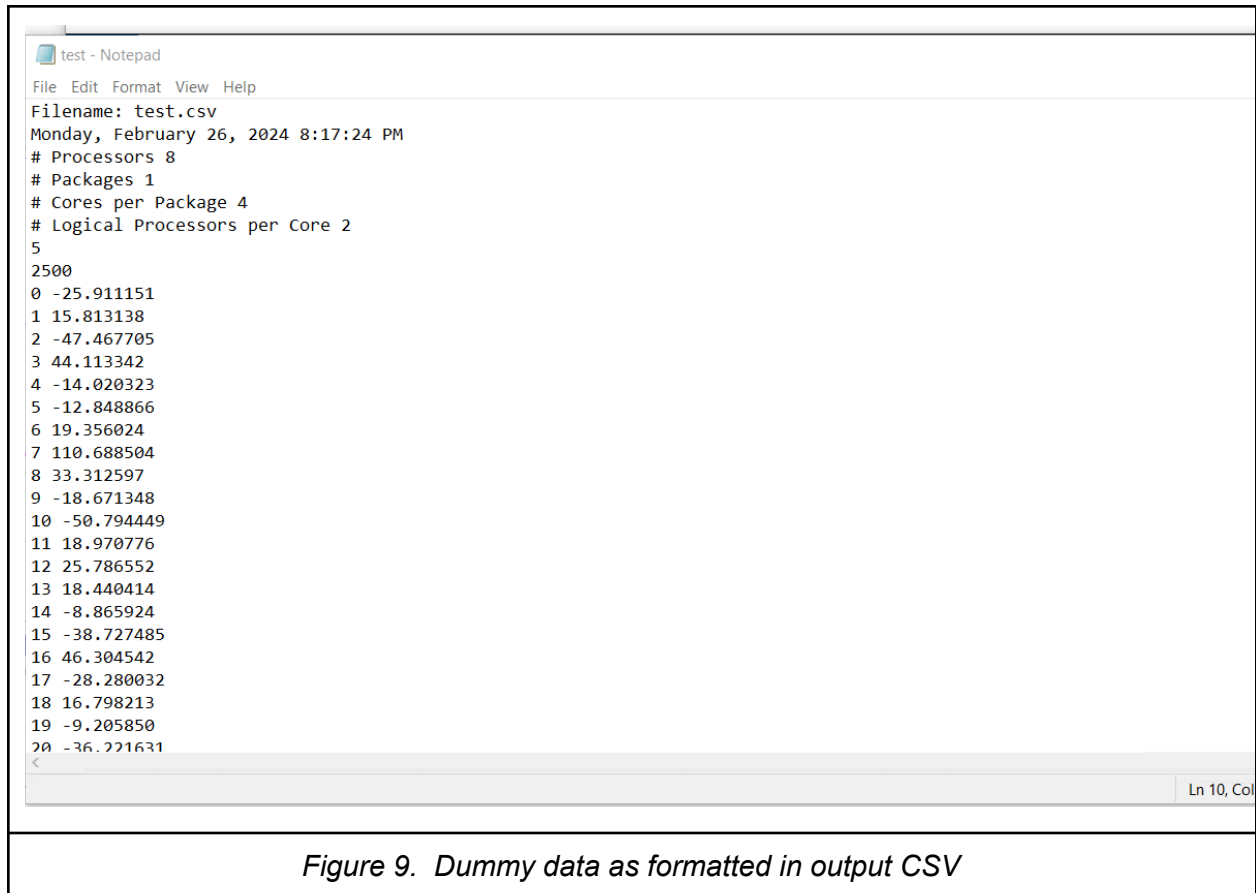 test - Notepad
File Edit Format View Help
Filename: test.csv
Monday, February 26, 2024 8:17:24 PM
# Processors 8
# Packages 1
# Cores per Package 4
# Logical Processors per Core 2
5
2500
0 -25.911151
1 15.813138
2 -47.467705
3 44.113342
4 -14.020323
5 -12.848866
6 19.356024
7 110.688504
8 33.312597
9 -18.671348
10 -50.794449
11 18.970776
12 25.786552
13 18.440414
14 -8.865924
15 -38.727485
16 46.304542
17 -28.280032
18 16.798213
19 -9.205850
20 -36.221631
Ln 10, Col
Figure 9. Dummy data as formatted in output CSV